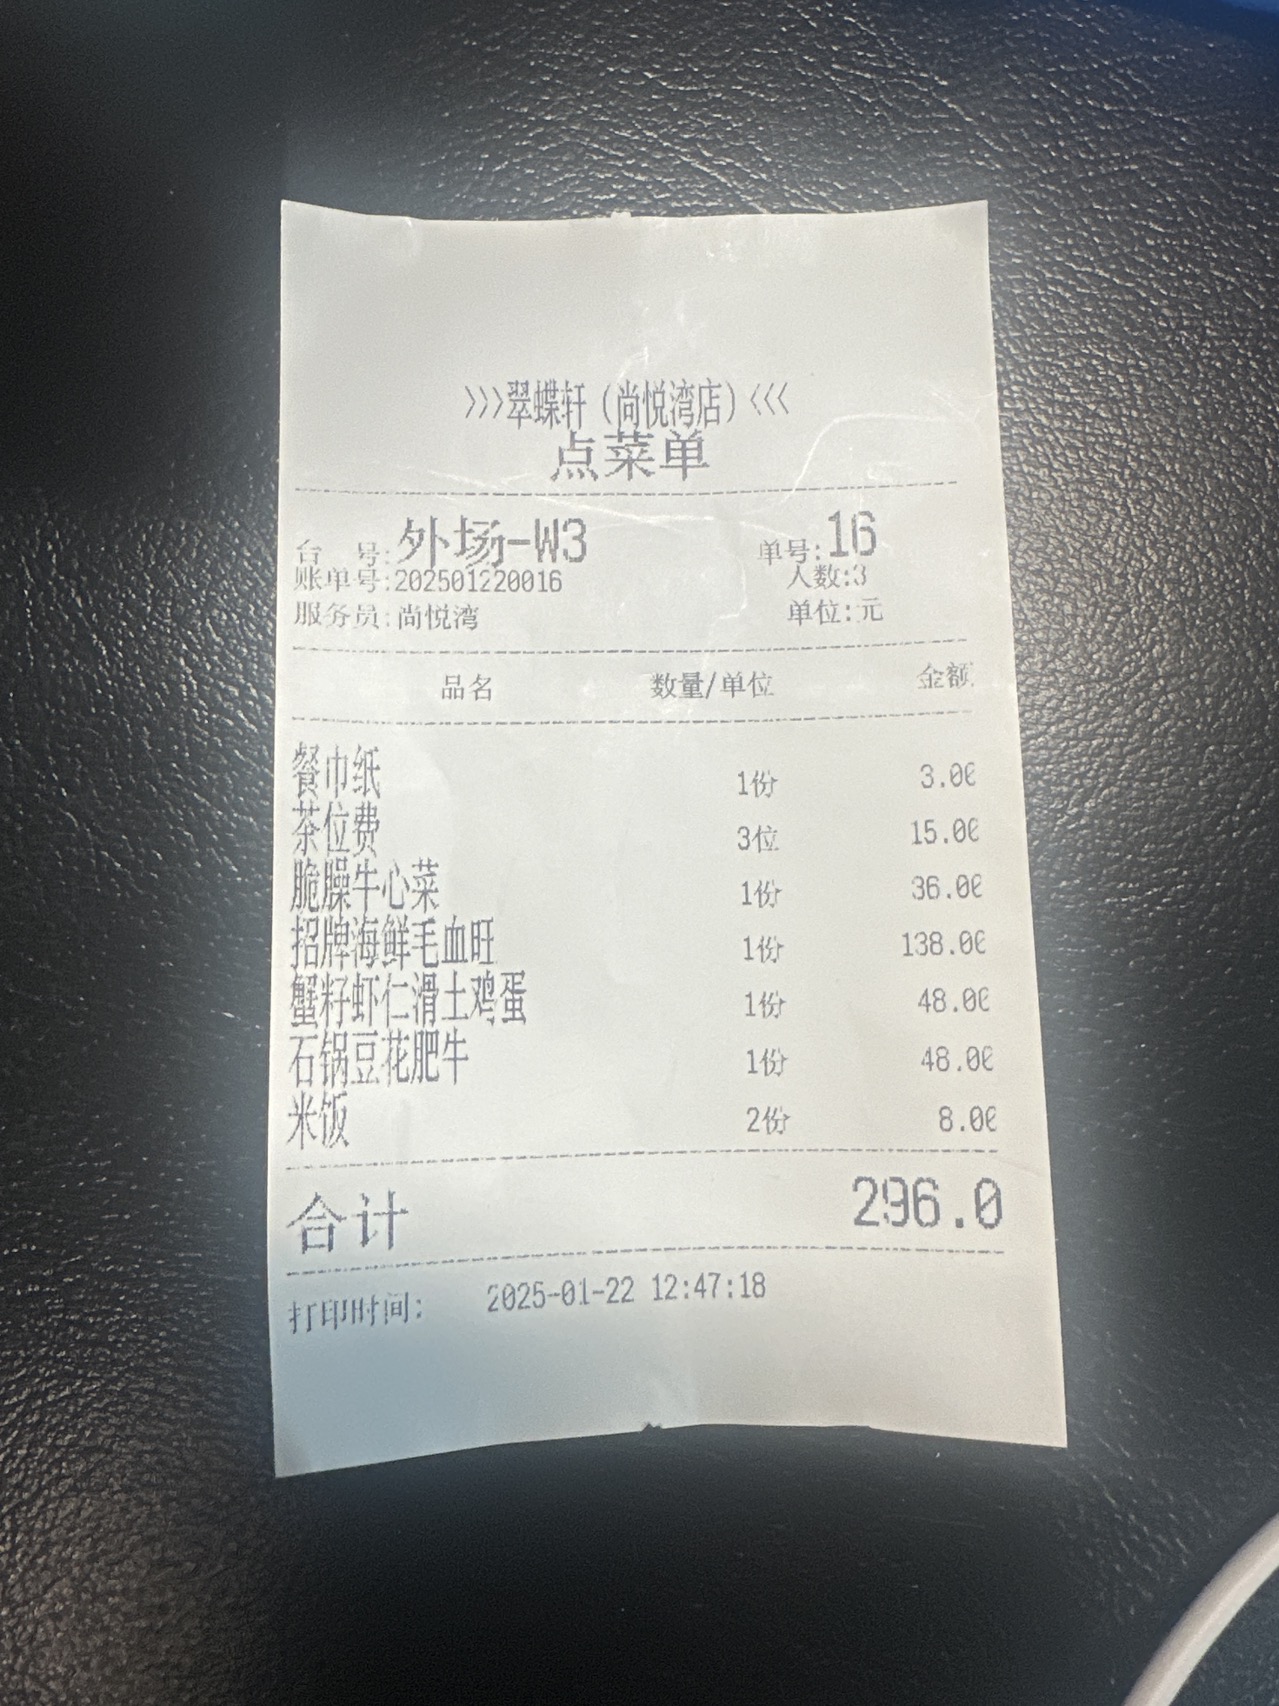 >>>翠蝶轩（尚悦湾店）<<<
点菜单
台 号:外场-W3 单号:16
账单号:202501220016 人数:3
服务员:尚悦湾 单位:元
品名 数量/单位 金额
餐巾纸 1份 3.00
茶位费 3位 15.00
脆臊牛心菜 1份 36.00
招牌海鲜毛血旺 1份 138.00
蟹籽虾仁滑土鸡蛋 1份 48.00
石锅豆花肥牛 1份 48.00
米饭 2份 8.00
合计 296.0
打印时间: 2025-01-22 12:47:18